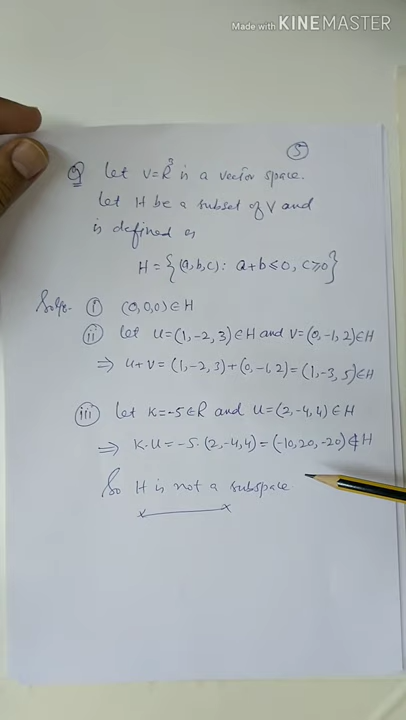 Made with KINEMASTER
5
Q Let V=R³ is a vector space.
Let H be a subset of V and
is defined as
H = {(a,b,c): a+b≤0, c≥0}
Soln: (i) (0,0,0)∈H
(ii) Let u=(1,-2,3)∈H and v=(0,-1,2)∈H
⇒ u+v = (1,-2,3)+(0,-1,2)=(1,-3,5)∈H
(iii) Let K=-5∈R and u=(2,-4,4)∈H
⇒ K.u=-5.(2,-4,4)=(-10,20,-20)∉H
So H is not a subspace